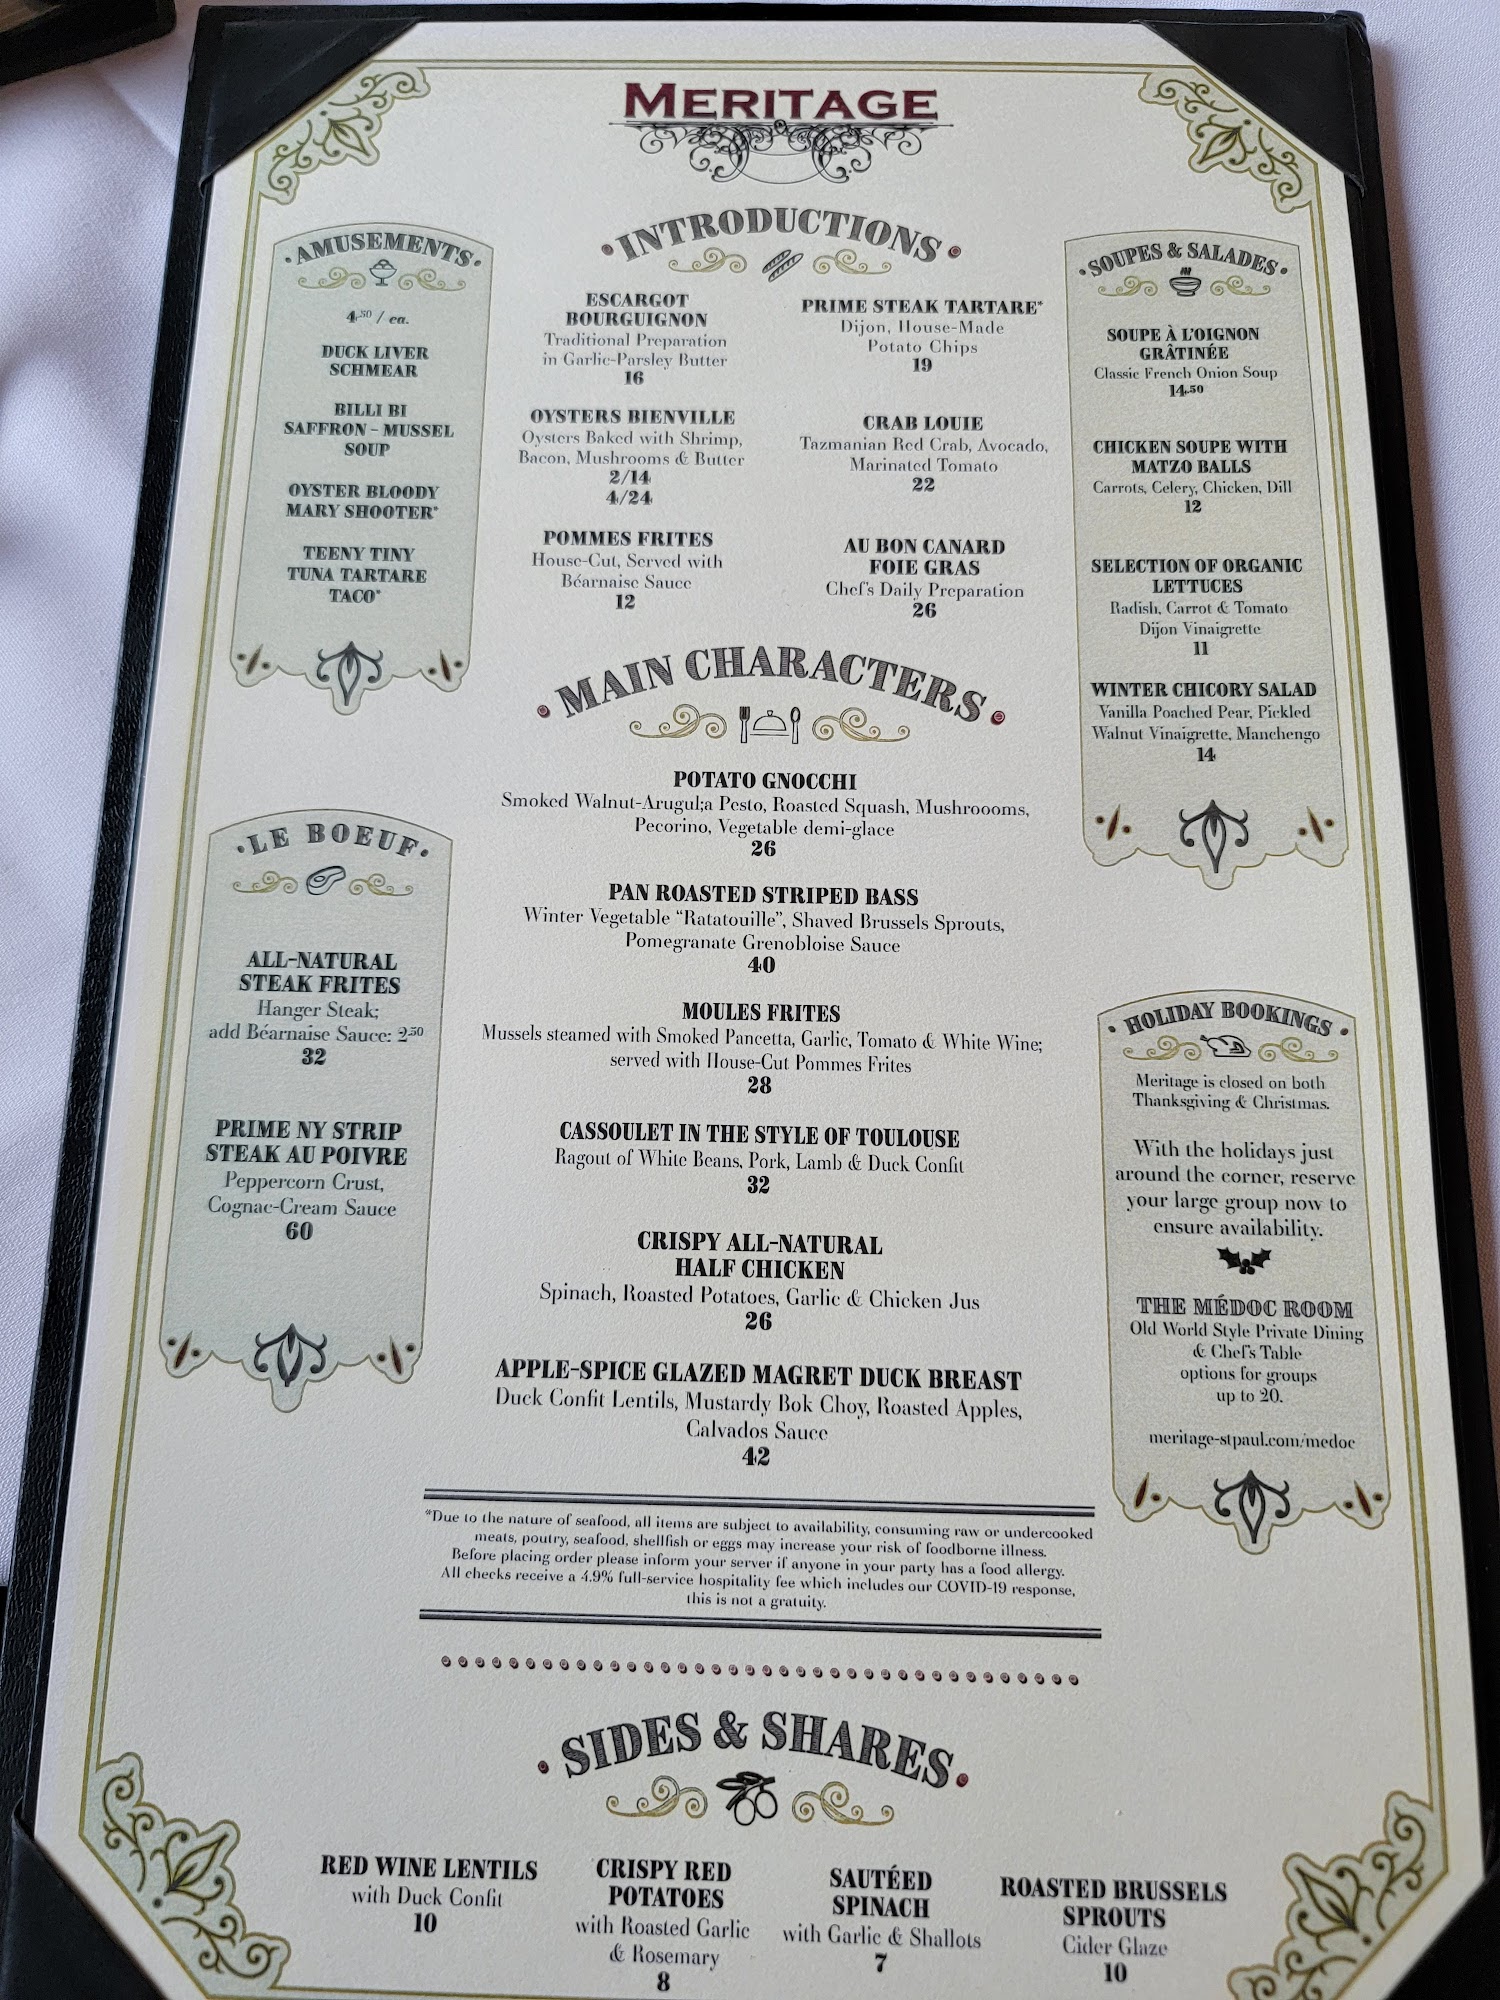 MERITAGE
AMUSEMENTS
4.50 / ea.
DUCK LIVER
SCHMEAR
BILLI BI
SAFFRON - MUSSEL
SOUP
OYSTER BLOODY
MARY SHOOTER*
TEENY TINY
TUNA TARTARE
TACO*
INTRODUCTIONS
ESCARGOT
BOURGUIGNON
Traditional Preparation
in Garlic-Parsley Butter
16
OYSTERS BIENVILLE
Oysters Baked with Shrimp,
Bacon, Mushrooms & Butter
2/14
4/24
POMMES FRITES
House-Cut, Served with
Béarnaise Sauce
12
PRIME STEAK TARTARE*
Dijon, House-Made
Potato Chips
19
CRAB LOUIE
Tazmanian Red Crab, Avocado,
Marinated Tomato
22
AU BON CANARD
FOIE GRAS
Chef's Daily Preparation
26
SOUPES & SALADES
SOUPE À L'OIGNON
GRÂTINÉE
Classic French Onion Soup
14.50
CHICKEN SOUPE WITH
MATZO BALLS
Carrots, Celery, Chicken, Dill
12
SELECTION OF ORGANIC
LETTUCES
Radish, Carrot & Tomato
Dijon Vinaigrette
11
WINTER CHICORY SALAD
Vanilla Poached Pear, Pickled
Walnut Vinaigrette, Manchengo
14
LE BOEUF
ALL-NATURAL
STEAK FRITES
Hanger Steak;
add Béarnaise Sauce: 2.50
32
PRIME NY STRIP
STEAK AU POIVRE
Peppercorn Crust,
Cognac-Cream Sauce
60
MAIN CHARACTERS
POTATO GNOCCHI
Smoked Walnut-Arugul;a Pesto, Roasted Squash, Mushroooms,
Pecorino, Vegetable demi-glace
26
PAN ROASTED STRIPED BASS
Winter Vegetable “Ratatouille”, Shaved Brussels Sprouts,
Pomegranate Grenobloise Sauce
40
MOULES FRITES
Mussels steamed with Smoked Pancetta, Garlic, Tomato & White Wine;
served with House-Cut Pommes Frites
28
CASSOULET IN THE STYLE OF TOULOUSE
Ragout of White Beans, Pork, Lamb & Duck Confit
32
CRISPY ALL-NATURAL
HALF CHICKEN
Spinach, Roasted Potatoes, Garlic & Chicken Jus
26
APPLE-SPICE GLAZED MAGRET DUCK BREAST
Duck Confit Lentils, Mustardy Bok Choy, Roasted Apples,
Calvados Sauce
42
HOLIDAY BOOKINGS
Meritage is closed on both
Thanksgiving & Christmas.
With the holidays just
around the corner, reserve
your large group now to
ensure availability.
THE MÉDOC ROOM
Old World Style Private Dining
& Chef's Table
options for groups
up to 20.
meritage-stpaul.com/medoc
*Due to the nature of seafood, all items are subject to availability, consuming raw or undercooked
meats, poutry, seafood, shellfish or eggs may increase your risk of foodborne illness.
Before placing order please inform your server if anyone in your party has a food allergy.
All checks receive a 4.9% full-service hospitality fee which includes our COVID-19 response,
this is not a gratuity.
SIDES & SHARES
RED WINE LENTILS
with Duck Confit
10
CRISPY RED
POTATOES
with Roasted Garlic
& Rosemary
8
SAUTÉED
SPINACH
with Garlic & Shallots
7
ROASTED BRUSSELS
SPROUTS
Cider Glaze
10